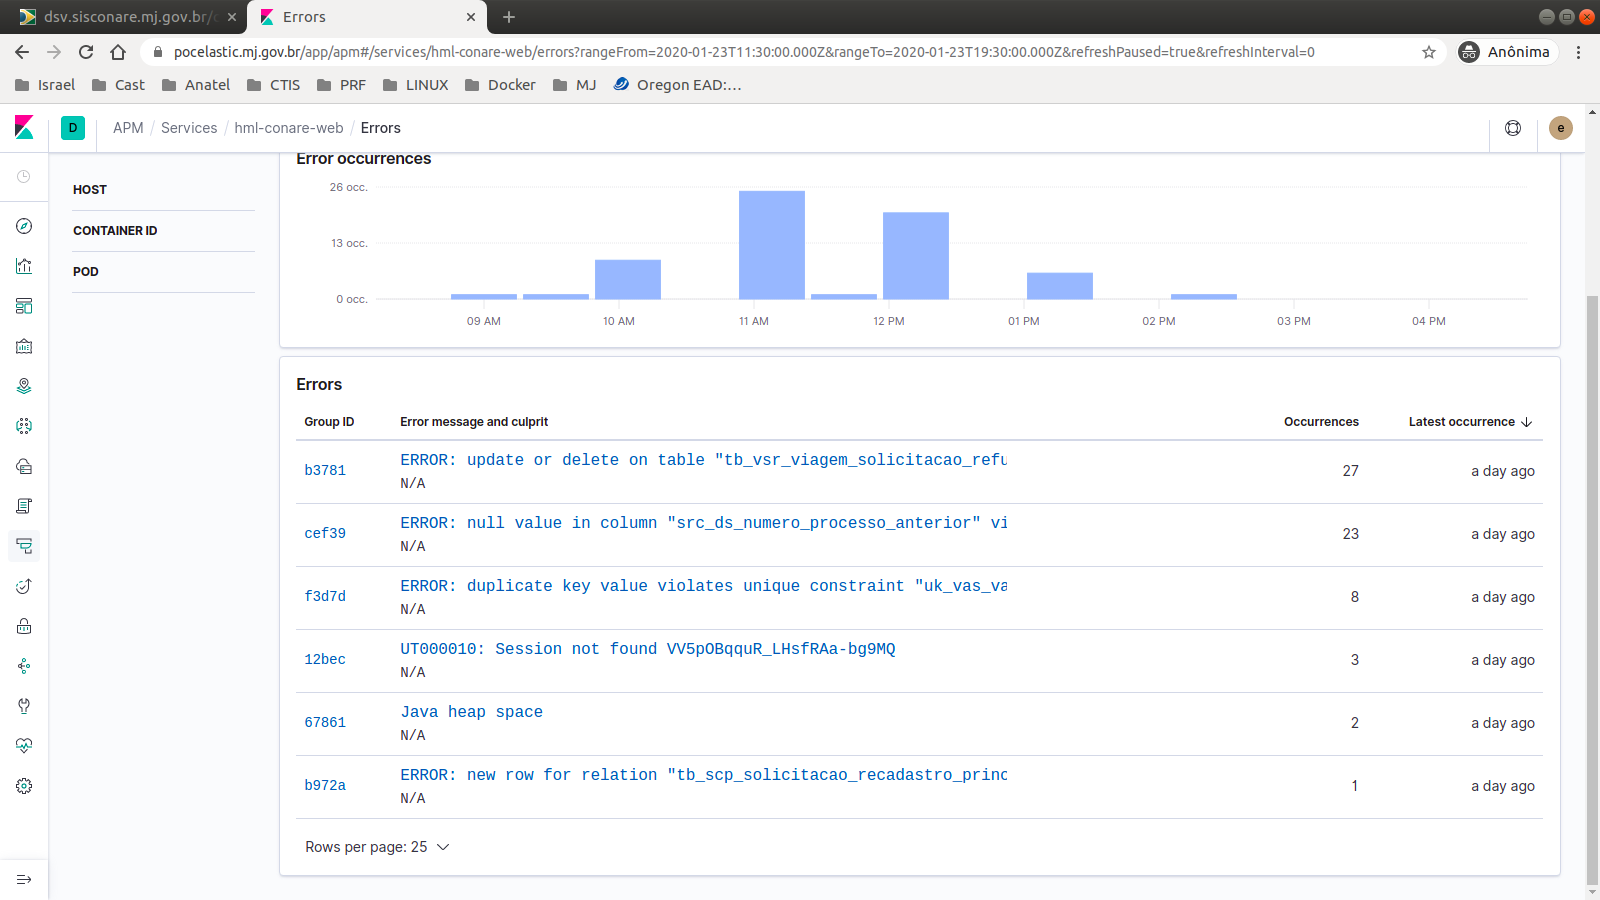 dsv.sisconare.mj.gov.br/
Errors
pocelastic.mj.gov.br/app/apm#/services/hml-conare-web/errors?rangeFrom=2020-01-23T11:30:00.000Z&rangeTo=2020-01-23T19:30:00.000Z&refreshPaused=true&refreshInterval=0
Anônima
Israel
Cast
Anatel
CTIS
PRF
LINUX
Docker
MJ
Oregon EAD:…
D
APM / Services / hml-conare-web / Errors
e
HOST
CONTAINER ID
POD
Error occurrences
26 occ.
13 occ.
0 occ.
09 AM
10 AM
11 AM
12 PM
01 PM
02 PM
03 PM
04 PM
Errors
Group ID Error message and culprit Occurrences Latest occurrence
b3781 ERROR: update or delete on table "tb_vsr_viagem_solicitacao_refu 27 a day ago
N/A
cef39 ERROR: null value in column "src_ds_numero_processo_anterior" vi 23 a day ago
N/A
f3d7d ERROR: duplicate key value violates unique constraint "uk_vas_va 8 a day ago
N/A
12bec UT000010: Session not found VV5pOBqquR_LHsfRAa-bg9MQ 3 a day ago
N/A
67861 Java heap space 2 a day ago
N/A
b972a ERROR: new row for relation "tb_scp_solicitacao_recadastro_princ 1 a day ago
N/A
Rows per page: 25